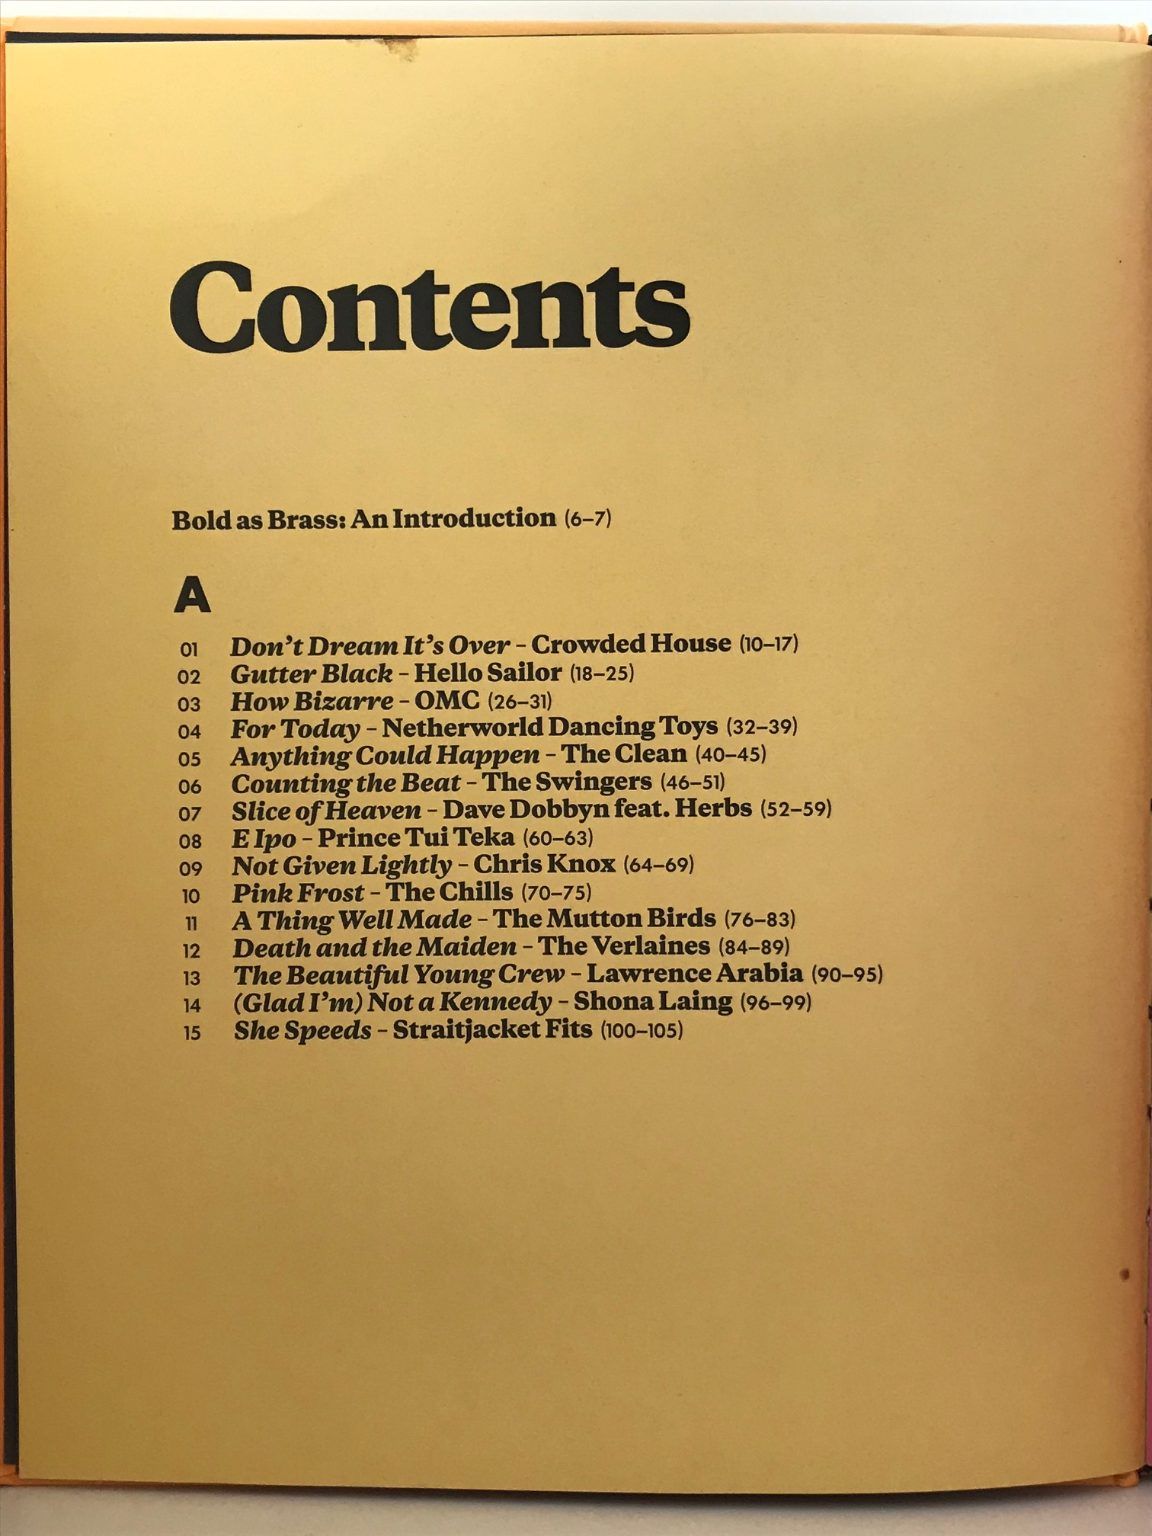 Contents
Bold as Brass: An Introduction (6–7)
A
01 Don’t Dream It’s Over – Crowded House (10–17)
02 Gutter Black – Hello Sailor (18–25)
03 How Bizarre – OMC (26–31)
04 For Today – Netherworld Dancing Toys (32–39)
05 Anything Could Happen – The Clean (40–45)
06 Counting the Beat – The Swingers (46–51)
07 Slice of Heaven – Dave Dobbyn feat. Herbs (52–59)
08 E Ipo – Prince Tui Teka (60–63)
09 Not Given Lightly – Chris Knox (64–69)
10 Pink Frost – The Chills (70–75)
11 A Thing Well Made – The Mutton Birds (76–83)
12 Death and the Maiden – The Verlaines (84–89)
13 The Beautiful Young Crew – Lawrence Arabia (90–95)
14 (Glad I’m) Not a Kennedy – Shona Laing (96–99)
15 She Speeds – Straitjacket Fits (100–105)